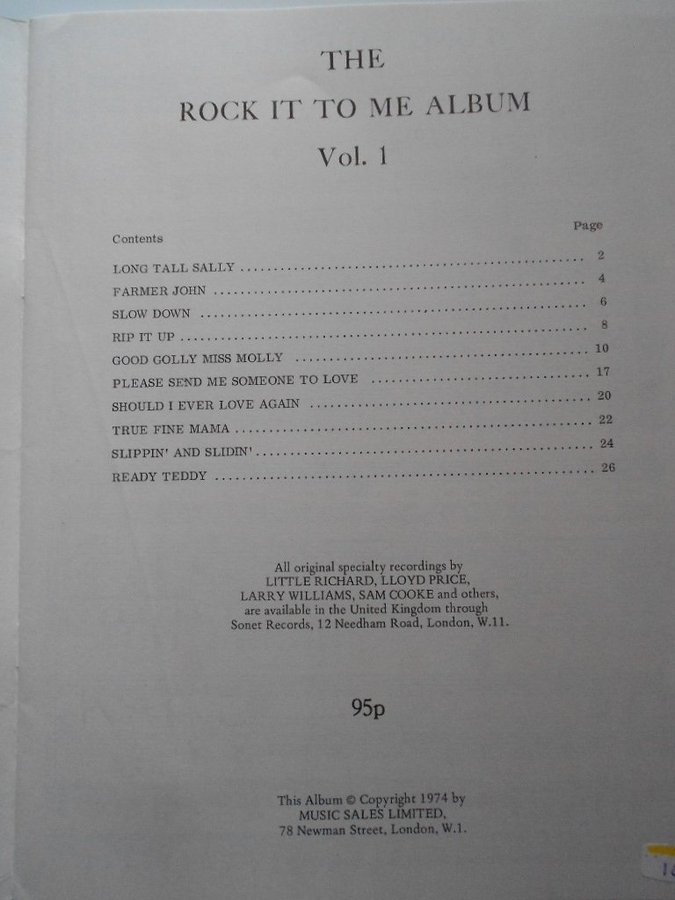 THE
ROCK IT TO ME ALBUM
Vol. 1
Contents Page
LONG TALL SALLY 2
FARMER JOHN 4
SLOW DOWN 6
RIP IT UP 8
GOOD GOLLY MISS MOLLY 10
PLEASE SEND ME SOMEONE TO LOVE 17
SHOULD I EVER LOVE AGAIN 20
TRUE FINE MAMA 22
SLIPPIN' AND SLIDIN' 24
READY TEDDY 26
All original specialty recordings by
LITTLE RICHARD, LLOYD PRICE,
LARRY WILLIAMS, SAM COOKE and others,
are available in the United Kingdom through
Sonet Records, 12 Needham Road, London, W.11.
95p
This Album © Copyright 1974 by
MUSIC SALES LIMITED,
78 Newman Street, London, W.1.